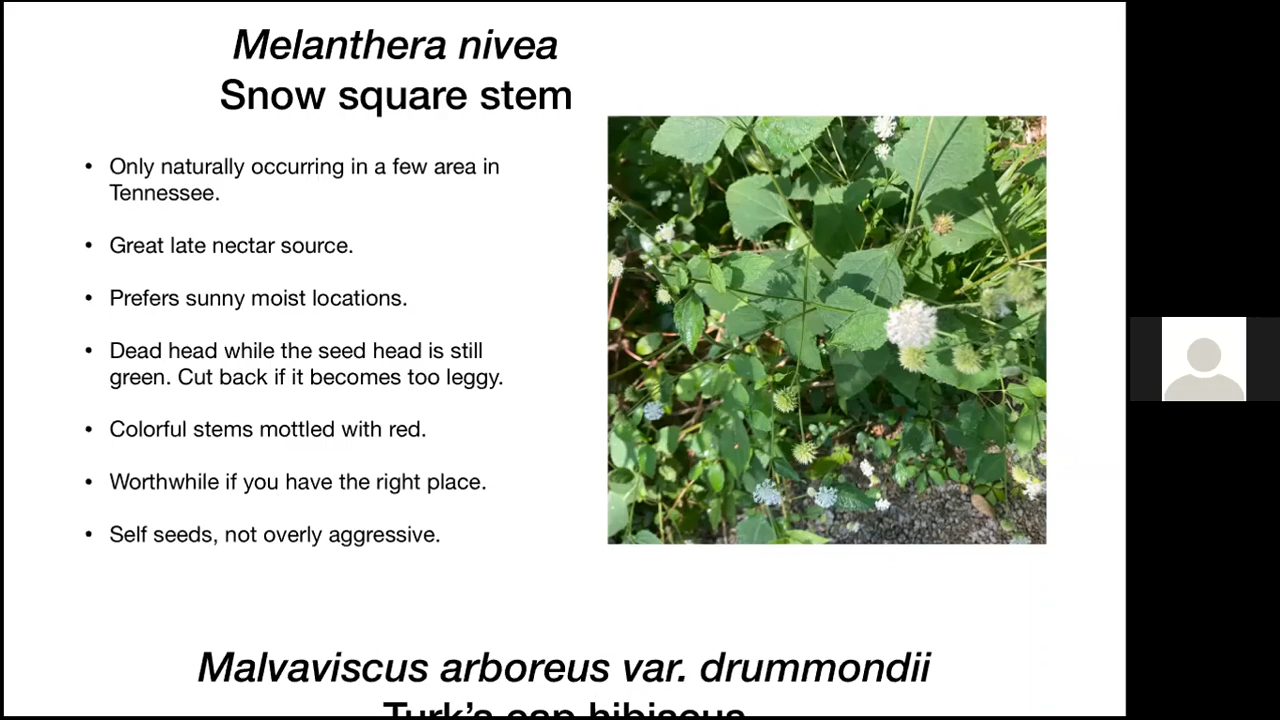 Melanthera nivea
Snow square stem
• Only naturally occurring in a few area in
Tennessee.
• Great late nectar source.
• Prefers sunny moist locations.
• Dead head while the seed head is still
green. Cut back if it becomes too leggy.
• Colorful stems mottled with red.
• Worthwhile if you have the right place.
• Self seeds, not overly aggressive.
Malvaviscus arboreus var. drummondii
Turk's cap hibiscus